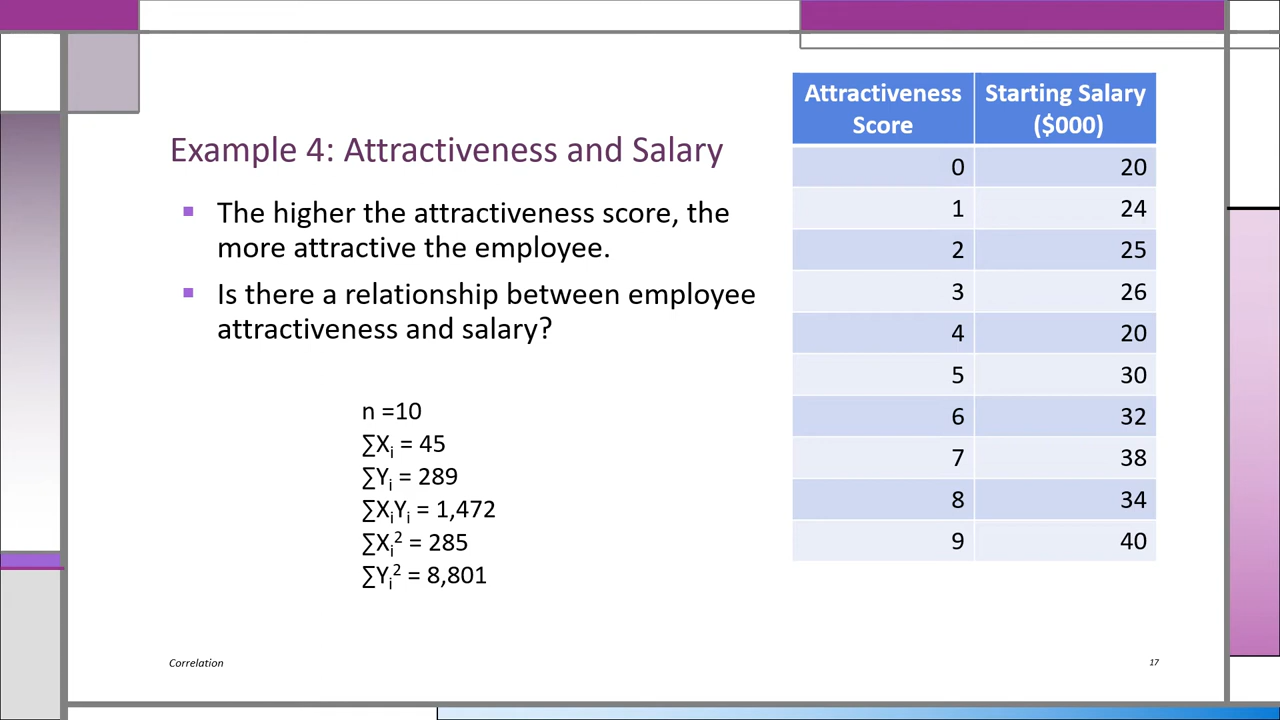 Example 4: Attractiveness and Salary
The higher the attractiveness score, the
more attractive the employee.
Is there a relationship between employee
attractiveness and salary?
n =10
∑Xi = 45
∑Yi = 289
∑XiYi = 1,472
∑Xi² = 285
∑Yi² = 8,801
Attractiveness Score Starting Salary ($000)
0 20
1 24
2 25
3 26
4 20
5 30
6 32
7 38
8 34
9 40
Correlation
17